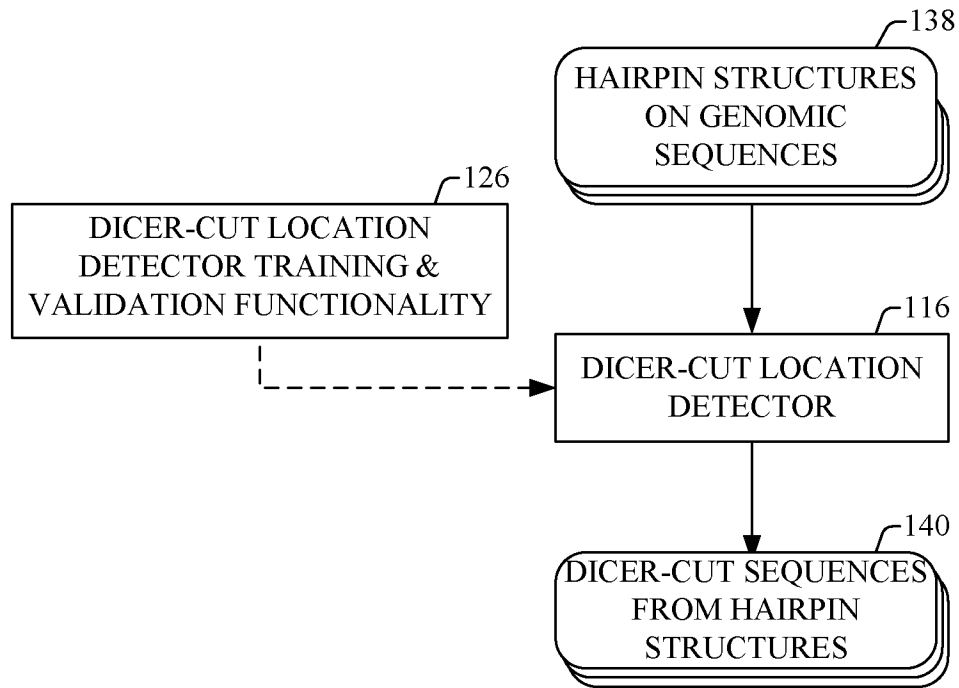 138
HAIRPIN STRUCTURES
ON GENOMIC
SEQUENCES
126
DICER-CUT LOCATION
DETECTOR TRAINING &
VALIDATION FUNCTIONALITY
116
DICER-CUT LOCATION
DETECTOR
140
DICER-CUT SEQUENCES
FROM HAIRPIN
STRUCTURES